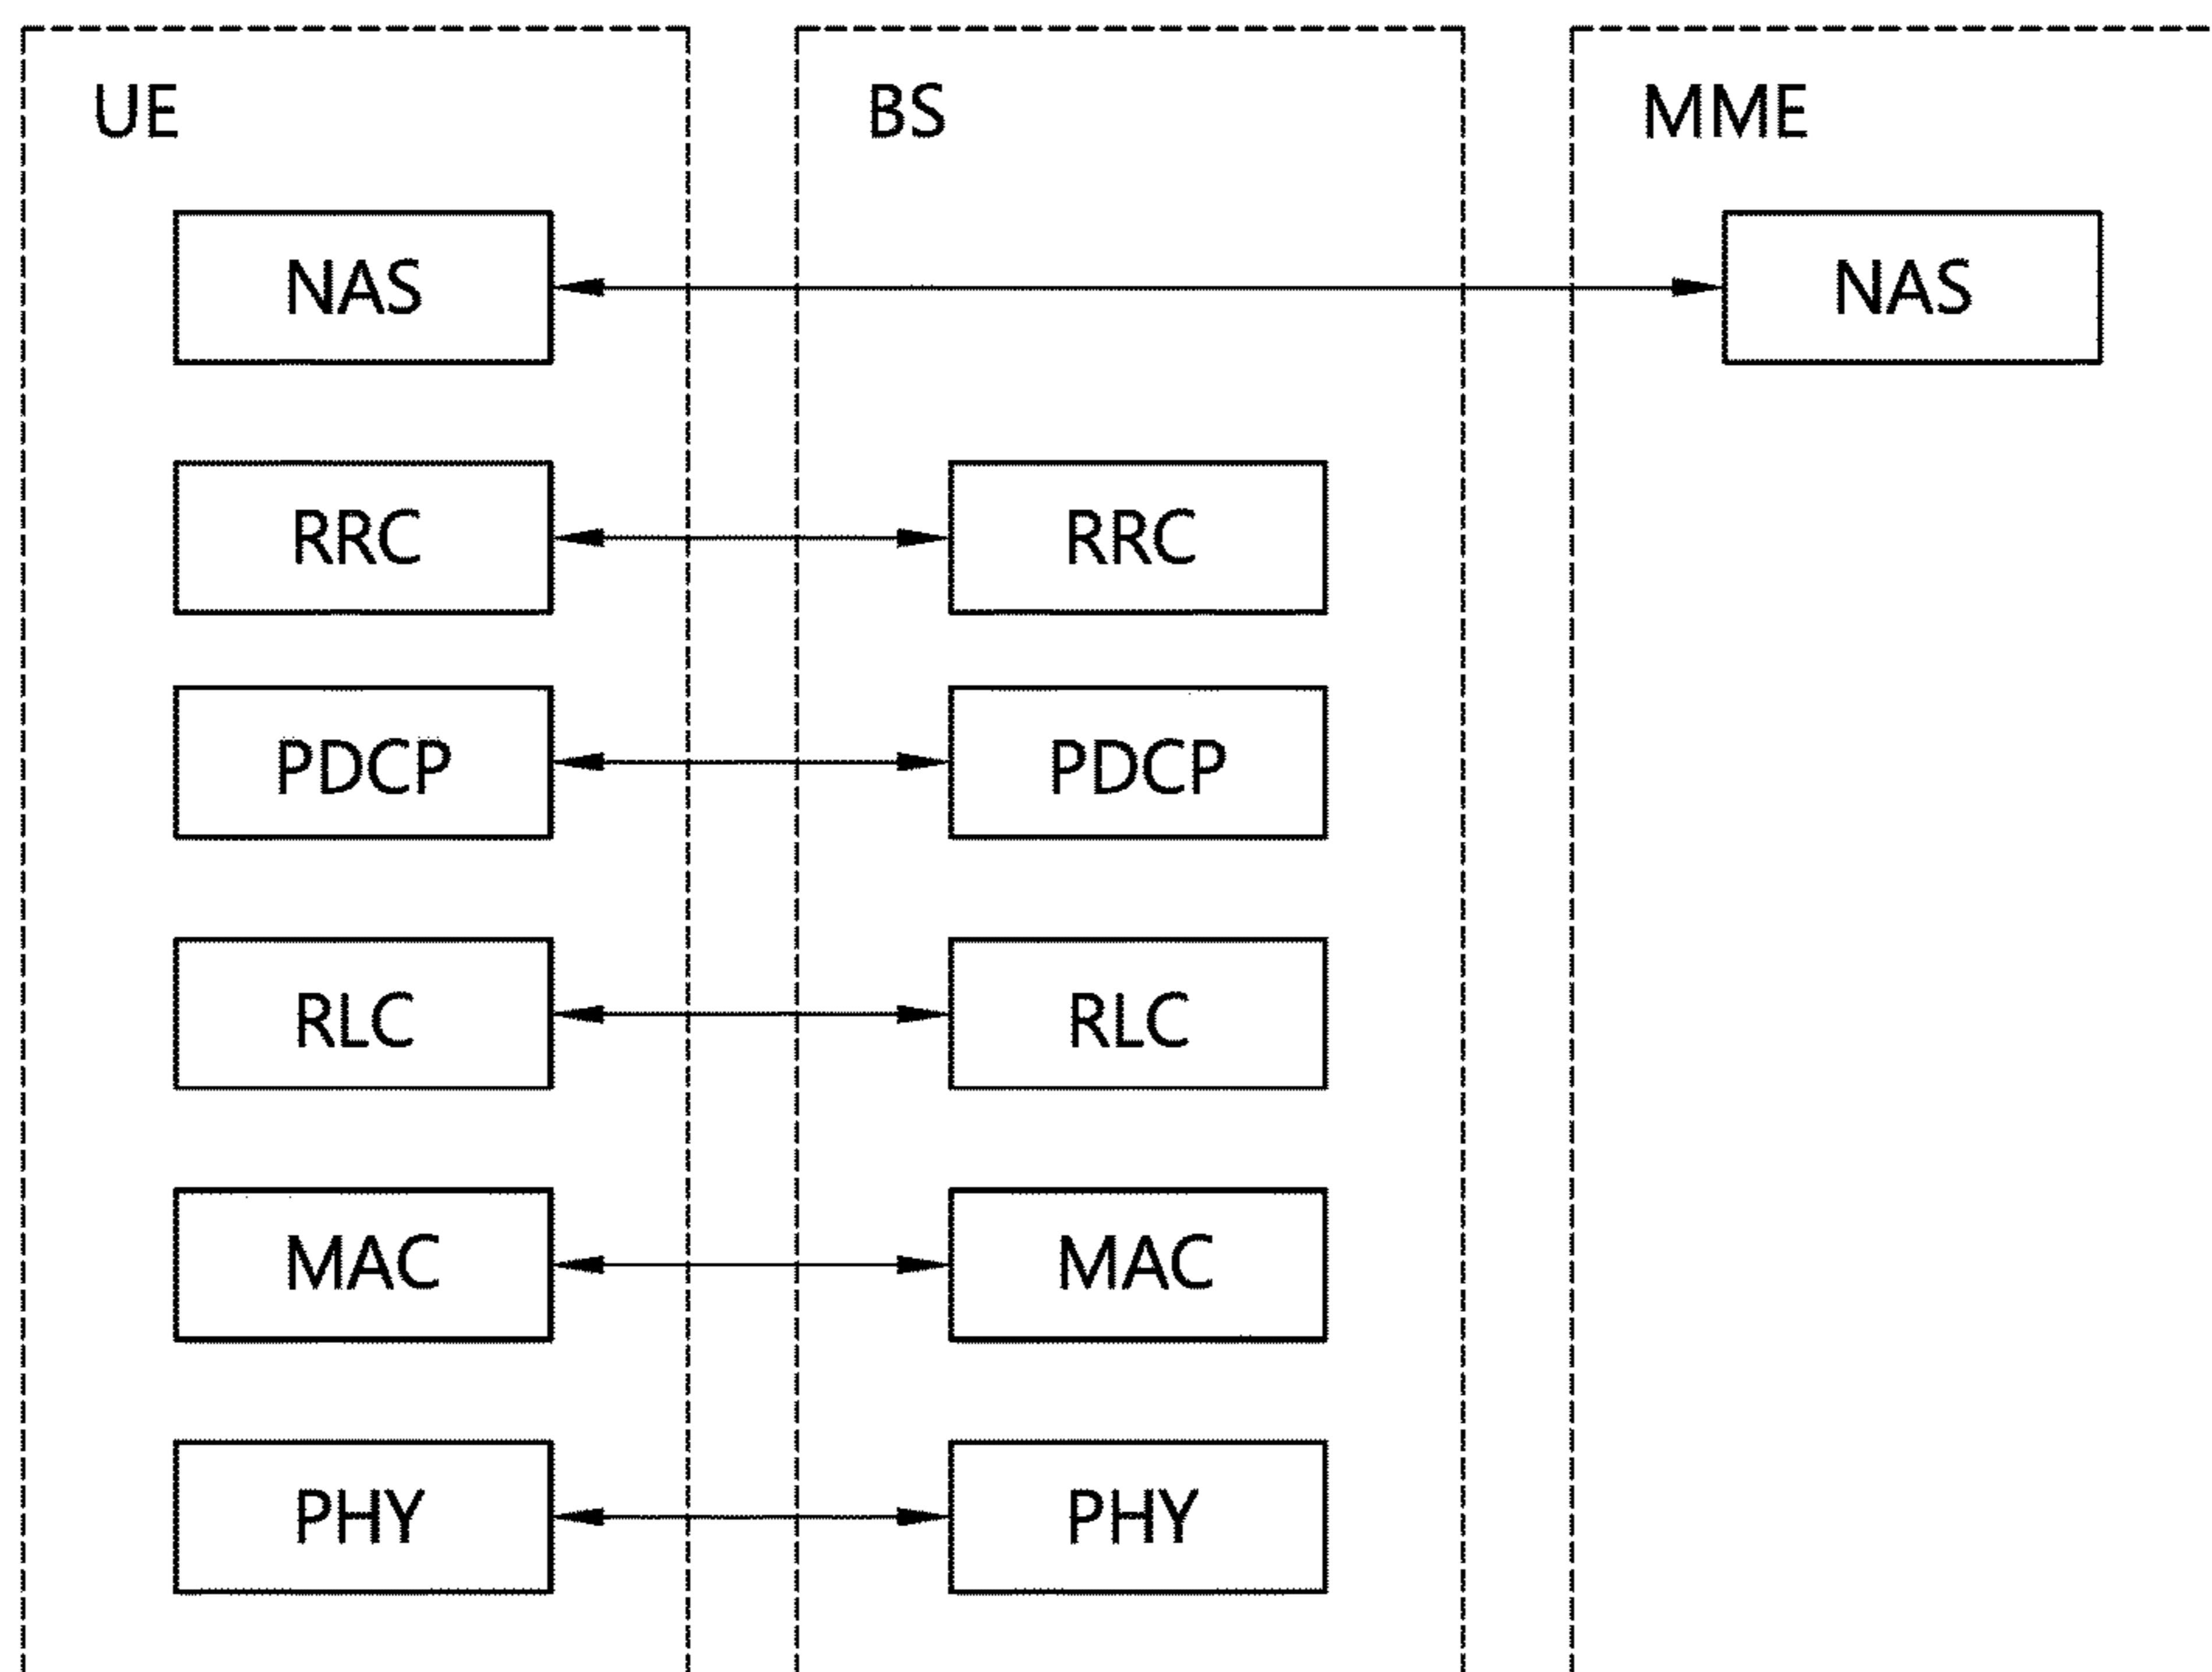 UE BS MME
NAS NAS
RRC RRC
PDCP PDCP
RLC RLC
MAC MAC
PHY PHY